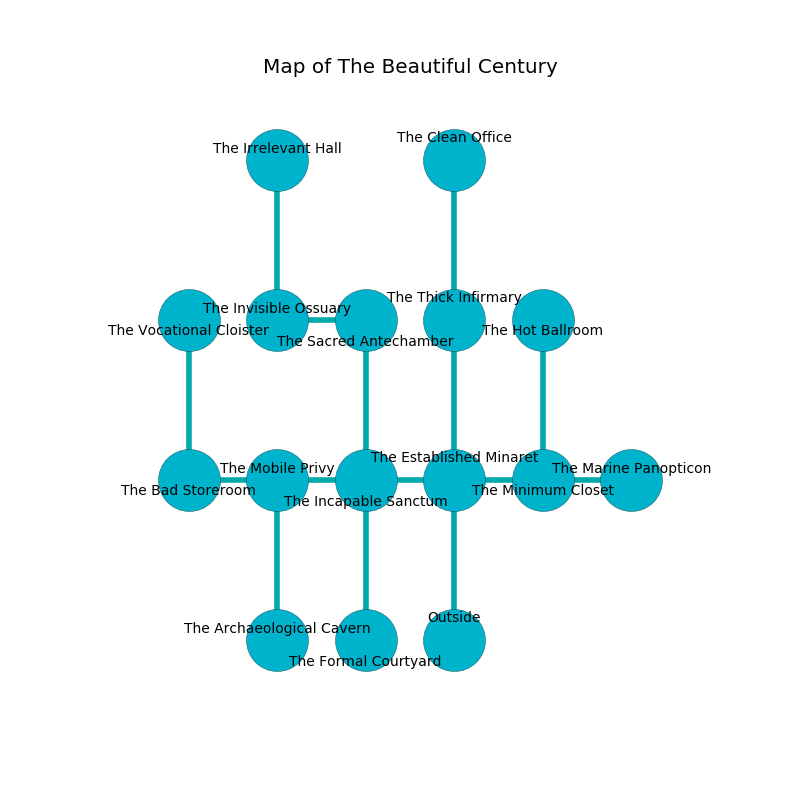 Map of The Beautiful Century
The Clean Office
The Irrelevant Hall
The Thick Infirmary
The Invisible Ossuary
The Vocational Cloister
The Hot Ballroom
The Sacred Antechamber
The Established Minaret
The Mobile Privy
The Marine Panopticon
The Bad Storeroom
The Minimum Closet
The Incapable Sanctum
Outside
The Archaeological Cavern
The Formal Courtyard